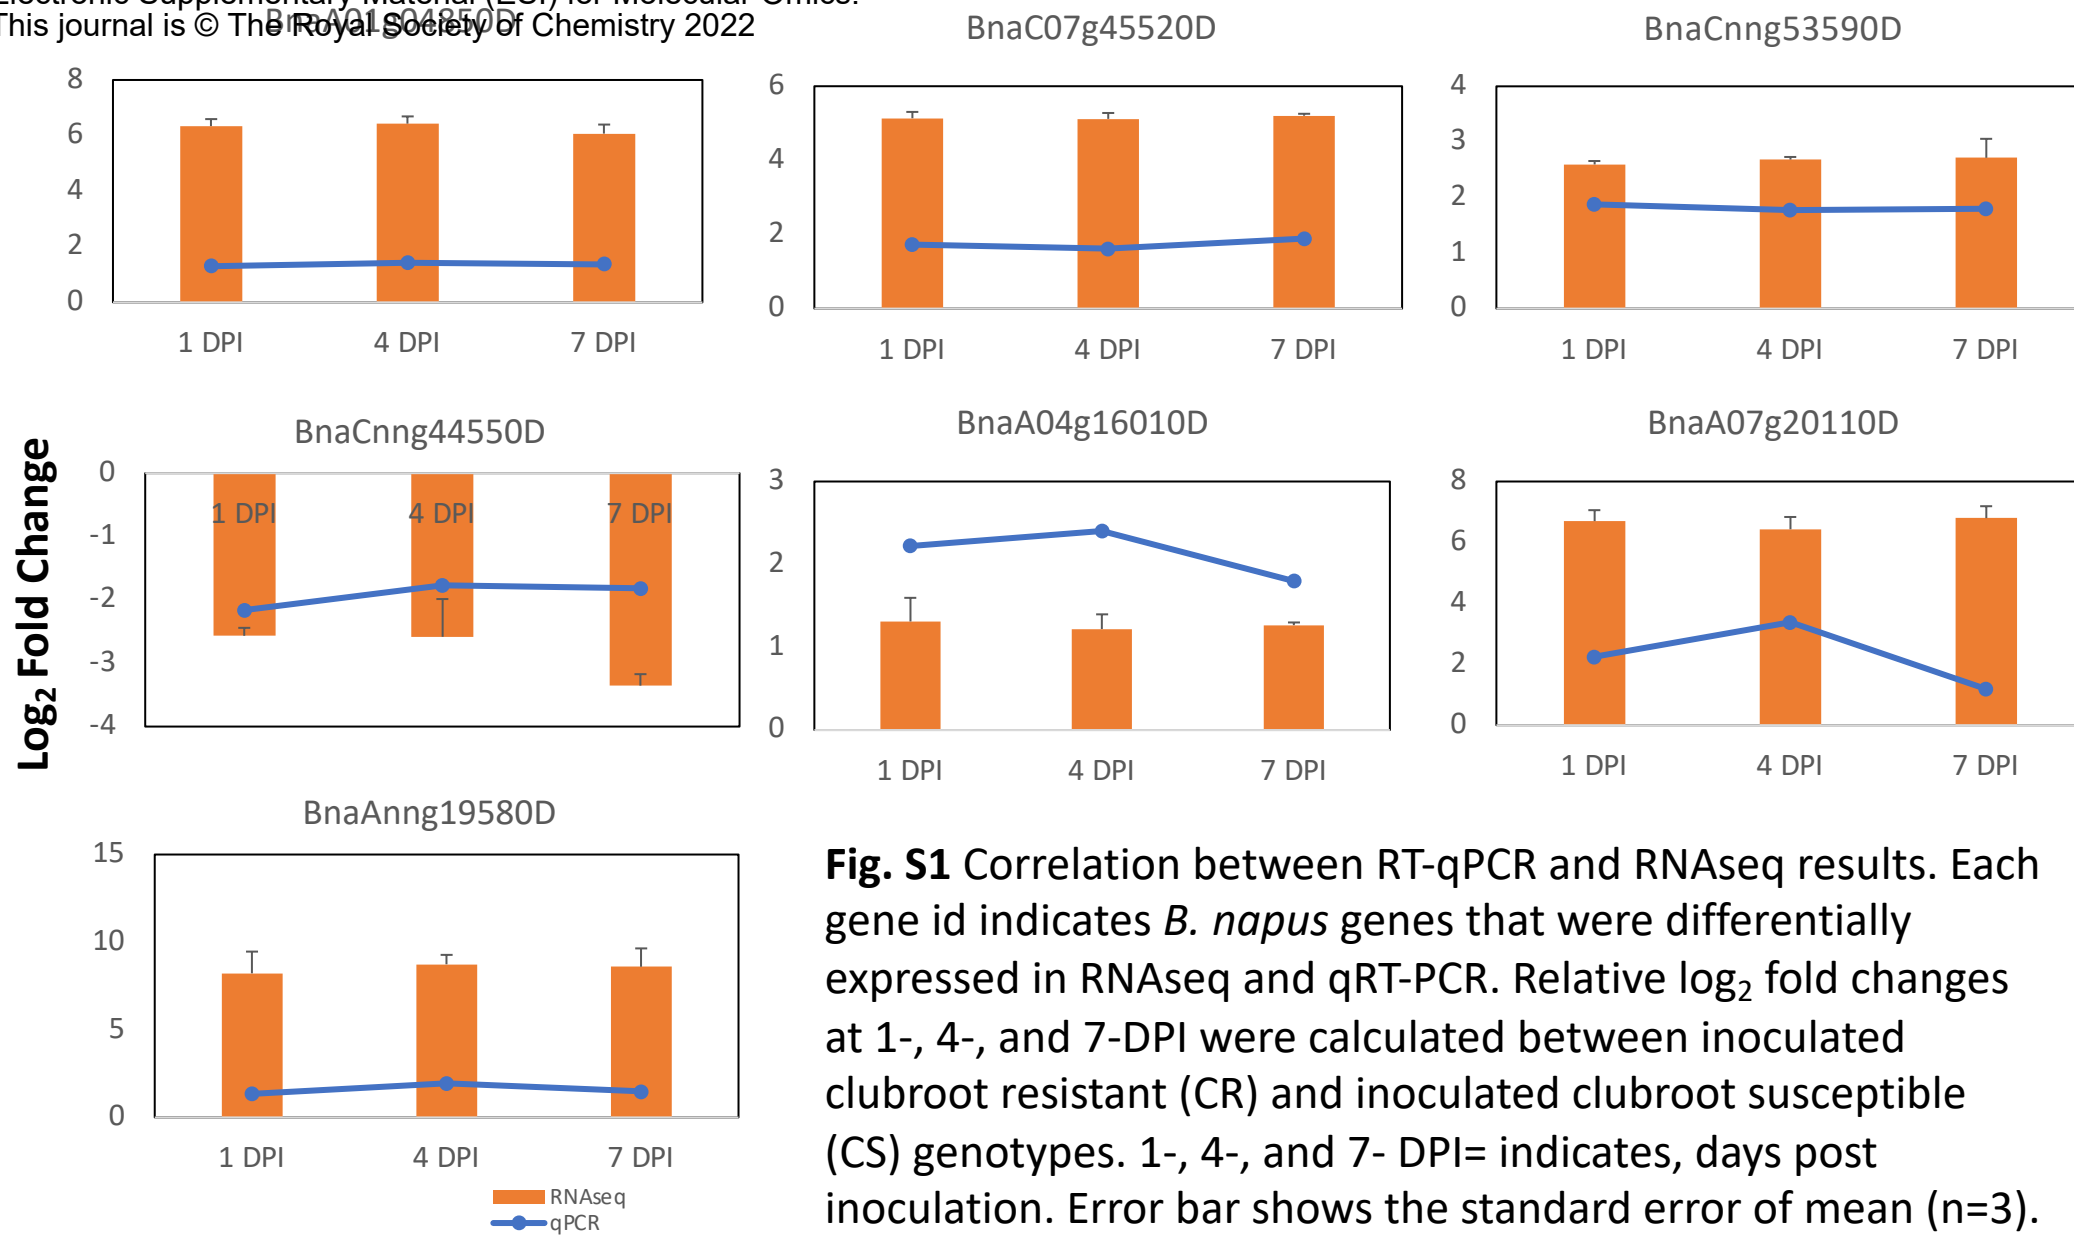 Electronic Supplementary Material (ESI) for Molecular Omics.
This journal is © The Royal Society of Chemistry 2022
BnaA01g04850D
8
6
4
2
0
1 DPI 4 DPI 7 DPI
BnaC07g45520D
6
4
2
0
1 DPI 4 DPI 7 DPI
BnaCnng53590D
4
3
2
1
0
1 DPI 4 DPI 7 DPI
Log₂ Fold Change
BnaCnng44550D
0
-1
-2
-3
-4
1 DPI 4 DPI 7 DPI
BnaA04g16010D
3
2
1
0
1 DPI 4 DPI 7 DPI
BnaA07g20110D
8
6
4
2
0
1 DPI 4 DPI 7 DPI
BnaAnng19580D
15
10
5
0
1 DPI 4 DPI 7 DPI
RNAseq
qPCR
Fig. S1 Correlation between RT-qPCR and RNAseq results. Each
gene id indicates B. napus genes that were differentially
expressed in RNAseq and qRT-PCR. Relative log₂ fold changes
at 1-, 4-, and 7-DPI were calculated between inoculated
clubroot resistant (CR) and inoculated clubroot susceptible
(CS) genotypes. 1-, 4-, and 7- DPI= indicates, days post
inoculation. Error bar shows the standard error of mean (n=3).